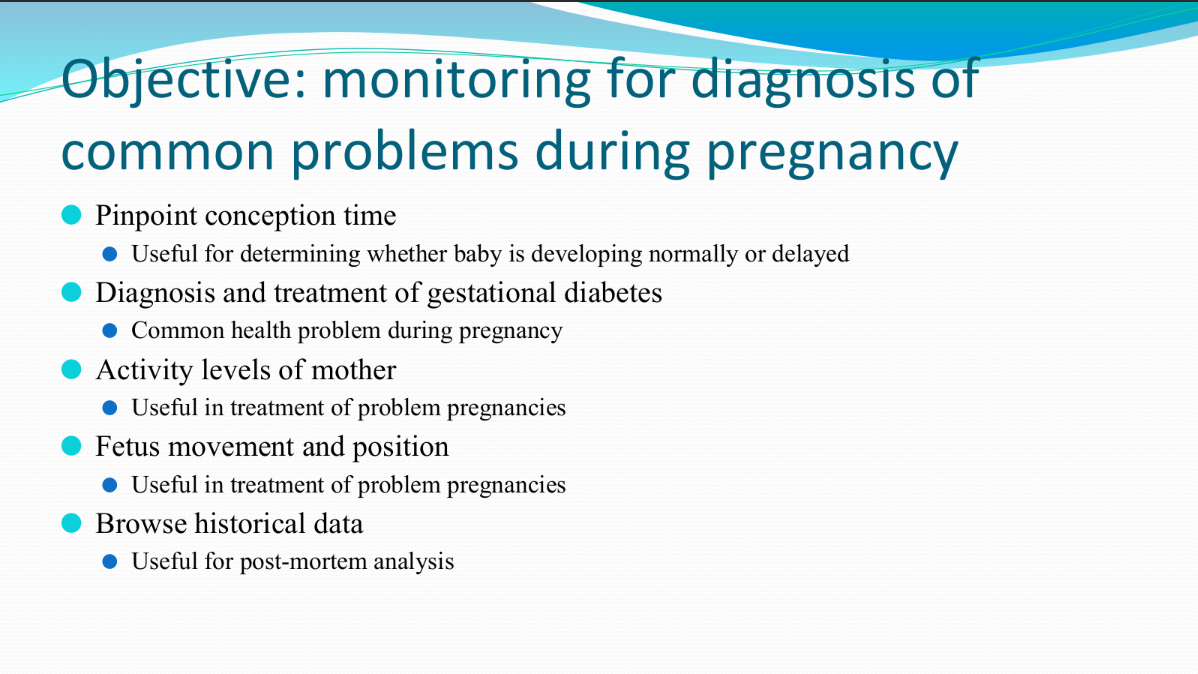 Objective: monitoring for diagnosis of
common problems during pregnancy
Pinpoint conception time
Useful for determining whether baby is developing normally or delayed
Diagnosis and treatment of gestational diabetes
Common health problem during pregnancy
Activity levels of mother
Useful in treatment of problem pregnancies
Fetus movement and position
Useful in treatment of problem pregnancies
Browse historical data
Useful for post-mortem analysis